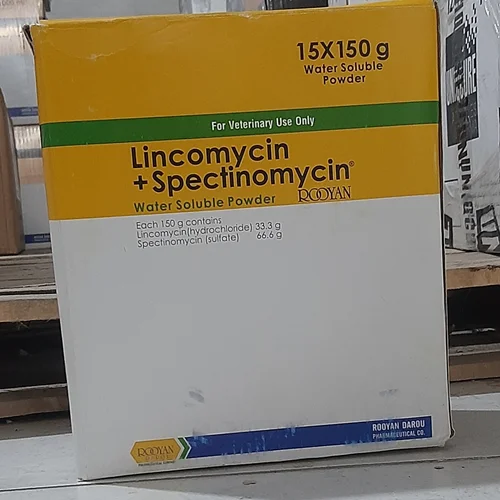 15X150 g
Water Soluble
Powder
For Veterinary Use Only
Lincomycin
+Spectinomycin®
ROOYAN
Water Soluble Powder
Each 150 g contains
Lincomycin(hydrochloride) 33.3 g
Spectinomycin (sulfate) 66.6 g
ROOYAN DAROU
PHARMACEUTICAL CO.
ROOYAN